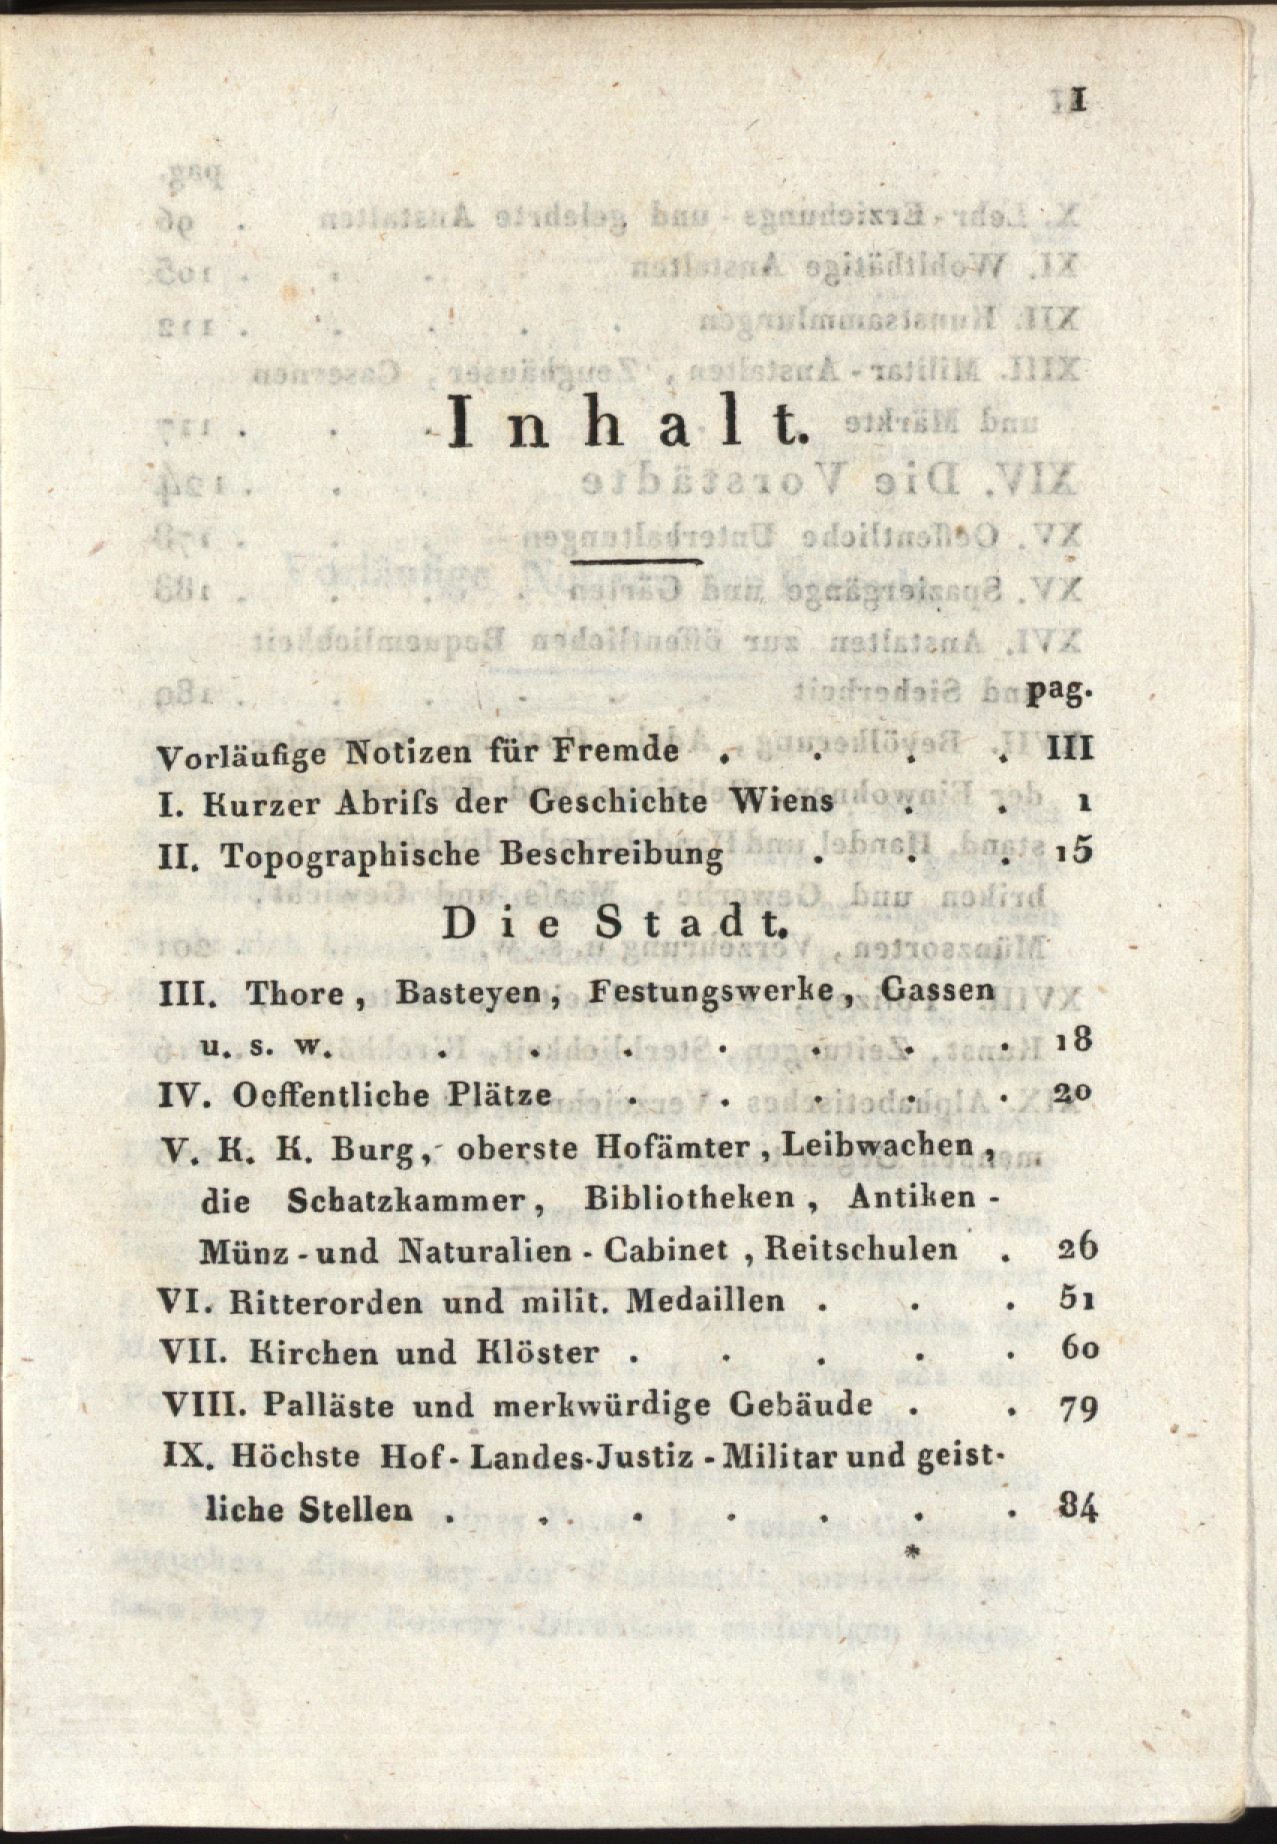 I
Inhalt.
pag.
Vorläufige Notizen für Fremde . . . . III
I. Kurzer Abriſs der Geschichte Wiens . . 1
II. Topographische Beschreibung . . . 15
Die Stadt.
III. Thore, Basteyen, Festungswerke, Gassen
u. s. w. . . . . . . . 18
IV. Oeffentliche Plätze . . . . . 20
V. K. K. Burg, oberste Hofämter, Leibwachen,
die Schatzkammer, Bibliotheken, Antiken-
Münz-und Naturalien-Cabinet, Reitschulen . 26
VI. Ritterorden und milit. Medaillen . . . 51
VII. Kirchen und Klöster . . . . . 60
VIII. Palläste und merkwürdige Gebäude . . 79
IX. Höchste Hof-Landes-Justiz-Militar und geist-
liche Stellen . . . . . . . 84
*